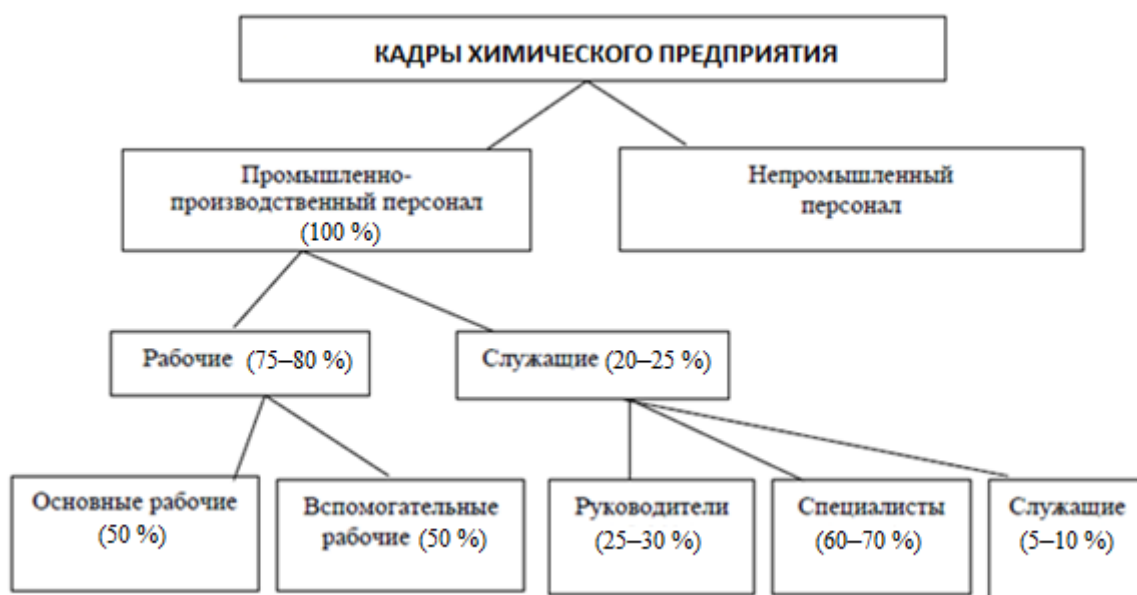 КАДРЫ ХИМИЧЕСКОГО ПРЕДПРИЯТИЯ
Промышленно-
производственный персонал
(100 %)
Непромышленный
персонал
Рабочие (75–80 %)
Служащие (20–25 %)
Основные рабочие
(50 %)
Вспомогательные
рабочие (50 %)
Руководители
(25–30 %)
Специалисты
(60–70 %)
Служащие
(5–10 %)